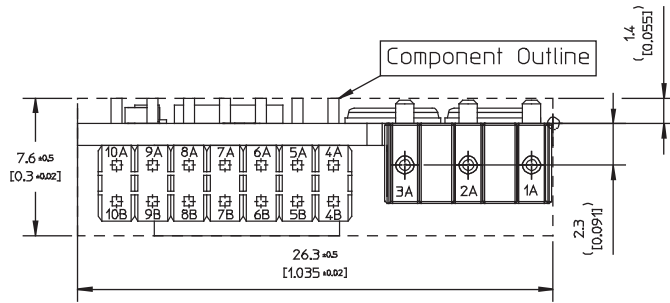 Component Outline
1.4
[0.055]
7.6 ±0.5
[0.3 ±0.02]
10A 9A 8A 7A 6A 5A 4A
3A 2A 1A
10B 9B 8B 7B 6B 5B 4B
2.3
[0.091]
26.3 ±0.5
[1.035 ±0.02]